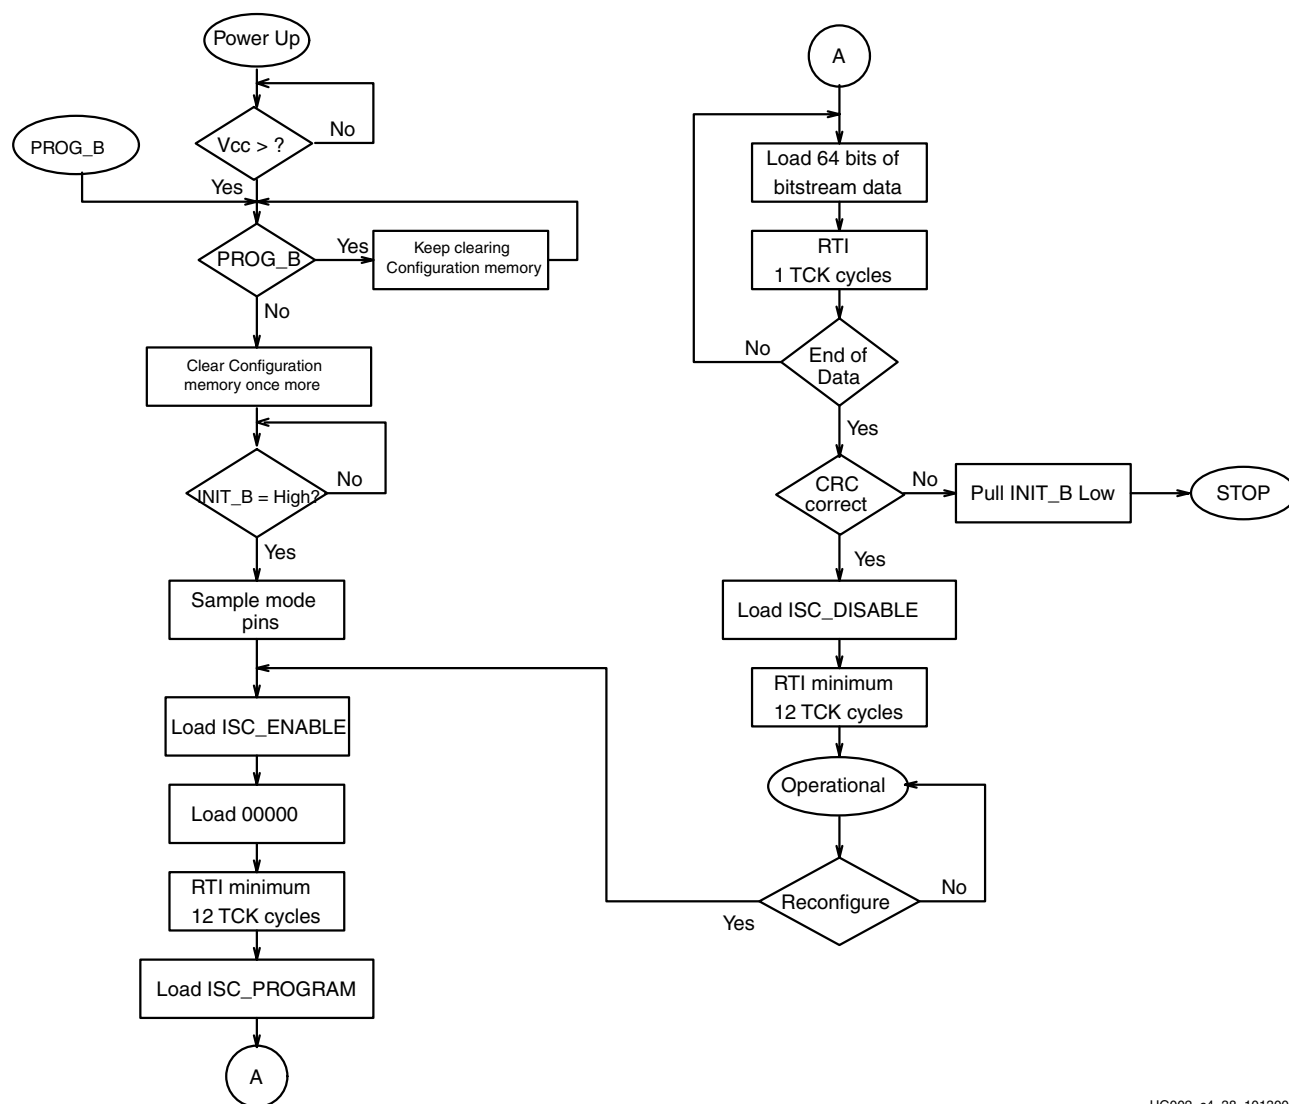 Power Up
Vcc > ?
No
Yes
PROG_B
PROG_B
Yes
Keep clearing
Configuration memory
No
Clear Configuration
memory once more
INIT_B = High?
No
Yes
Sample mode
pins
Load ISC_ENABLE
Load 00000
RTI minimum
12 TCK cycles
Load ISC_PROGRAM
A
A
Load 64 bits of
bitstream data
RTI
1 TCK cycles
End of
Data
No
Yes
CRC
correct
No
Pull INIT_B Low
STOP
Yes
Load ISC_DISABLE
RTI minimum
12 TCK cycles
Operational
Reconfigure
No
Yes